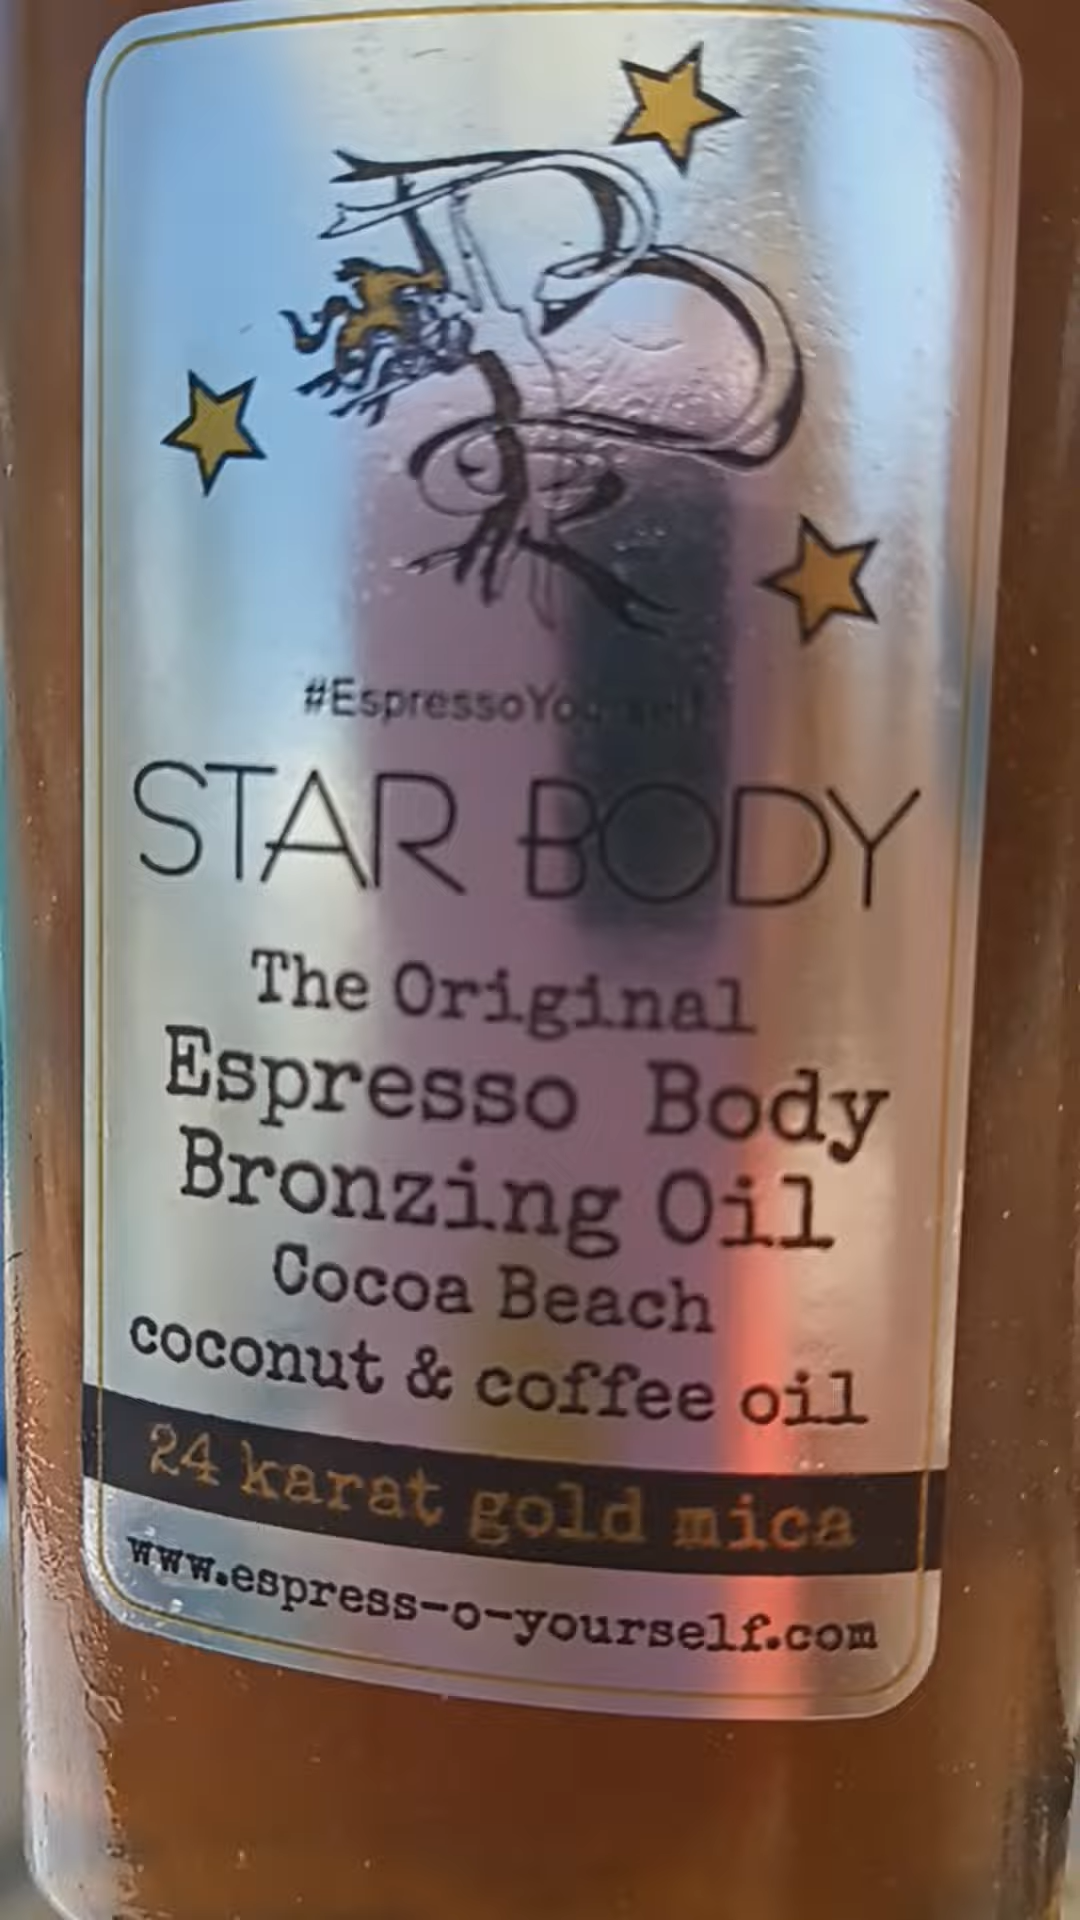 #EspressoYourself
STAR BODY
The Original
Espresso Body
Bronzing Oil
Cocoa Beach
coconut & coffee oil
24 karat gold mica
www.espress-o-yourself.com